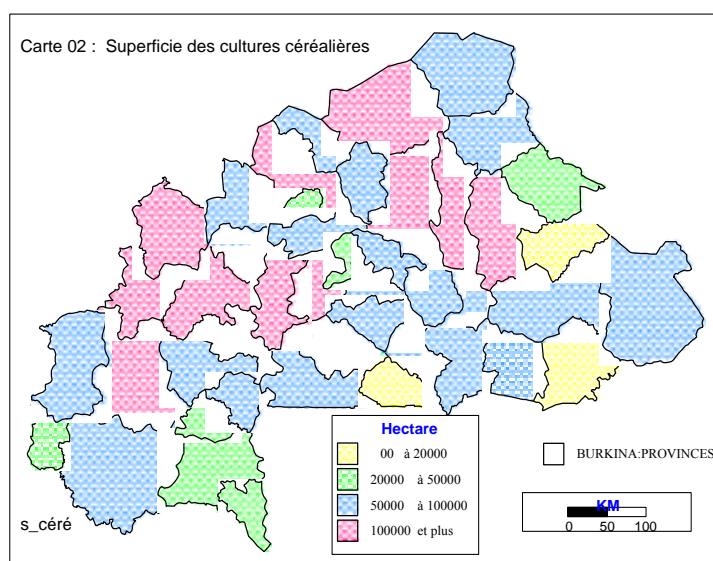 Carte 02 : Superficie des cultures céréalières
Hectare
00 à 20000
20000 à 50000
50000 à 100000
100000 et plus
BURKINA:PROVINCES
KM
0 50 100
s_céré